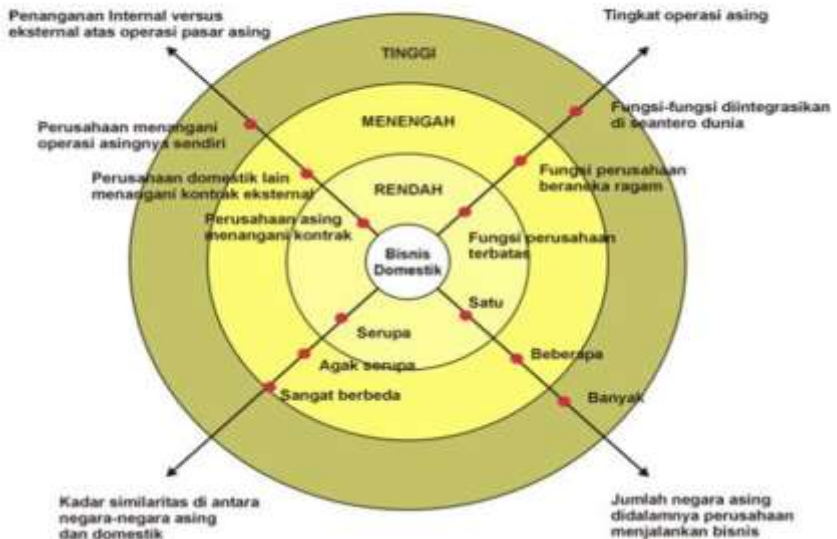 Penanganan Internal versus
eksternal atas operasi pasar asing
Tingkat operasi asing
TINGGI
Fungsi-fungsi diintegrasikan
di seantero dunia
MENENGAH
Perusahaan menangani
operasi asingnya sendiri
Fungsi perusahaan
beraneka ragam
Perusahaan domestik lain
menangani kontrak eksternal
RENDAH
Perusahaan asing
menangani kontrak
Fungsi perusahaan
terbatas
Bisnis
Domestik
Satu
Serupa
Beberapa
Agak serupa
Sangat berbeda
Banyak
Kadar similaritas di antara
negara-negara asing
dan domestik
Jumlah negara asing
didalamnya perusahaan
menjalankan bisnis